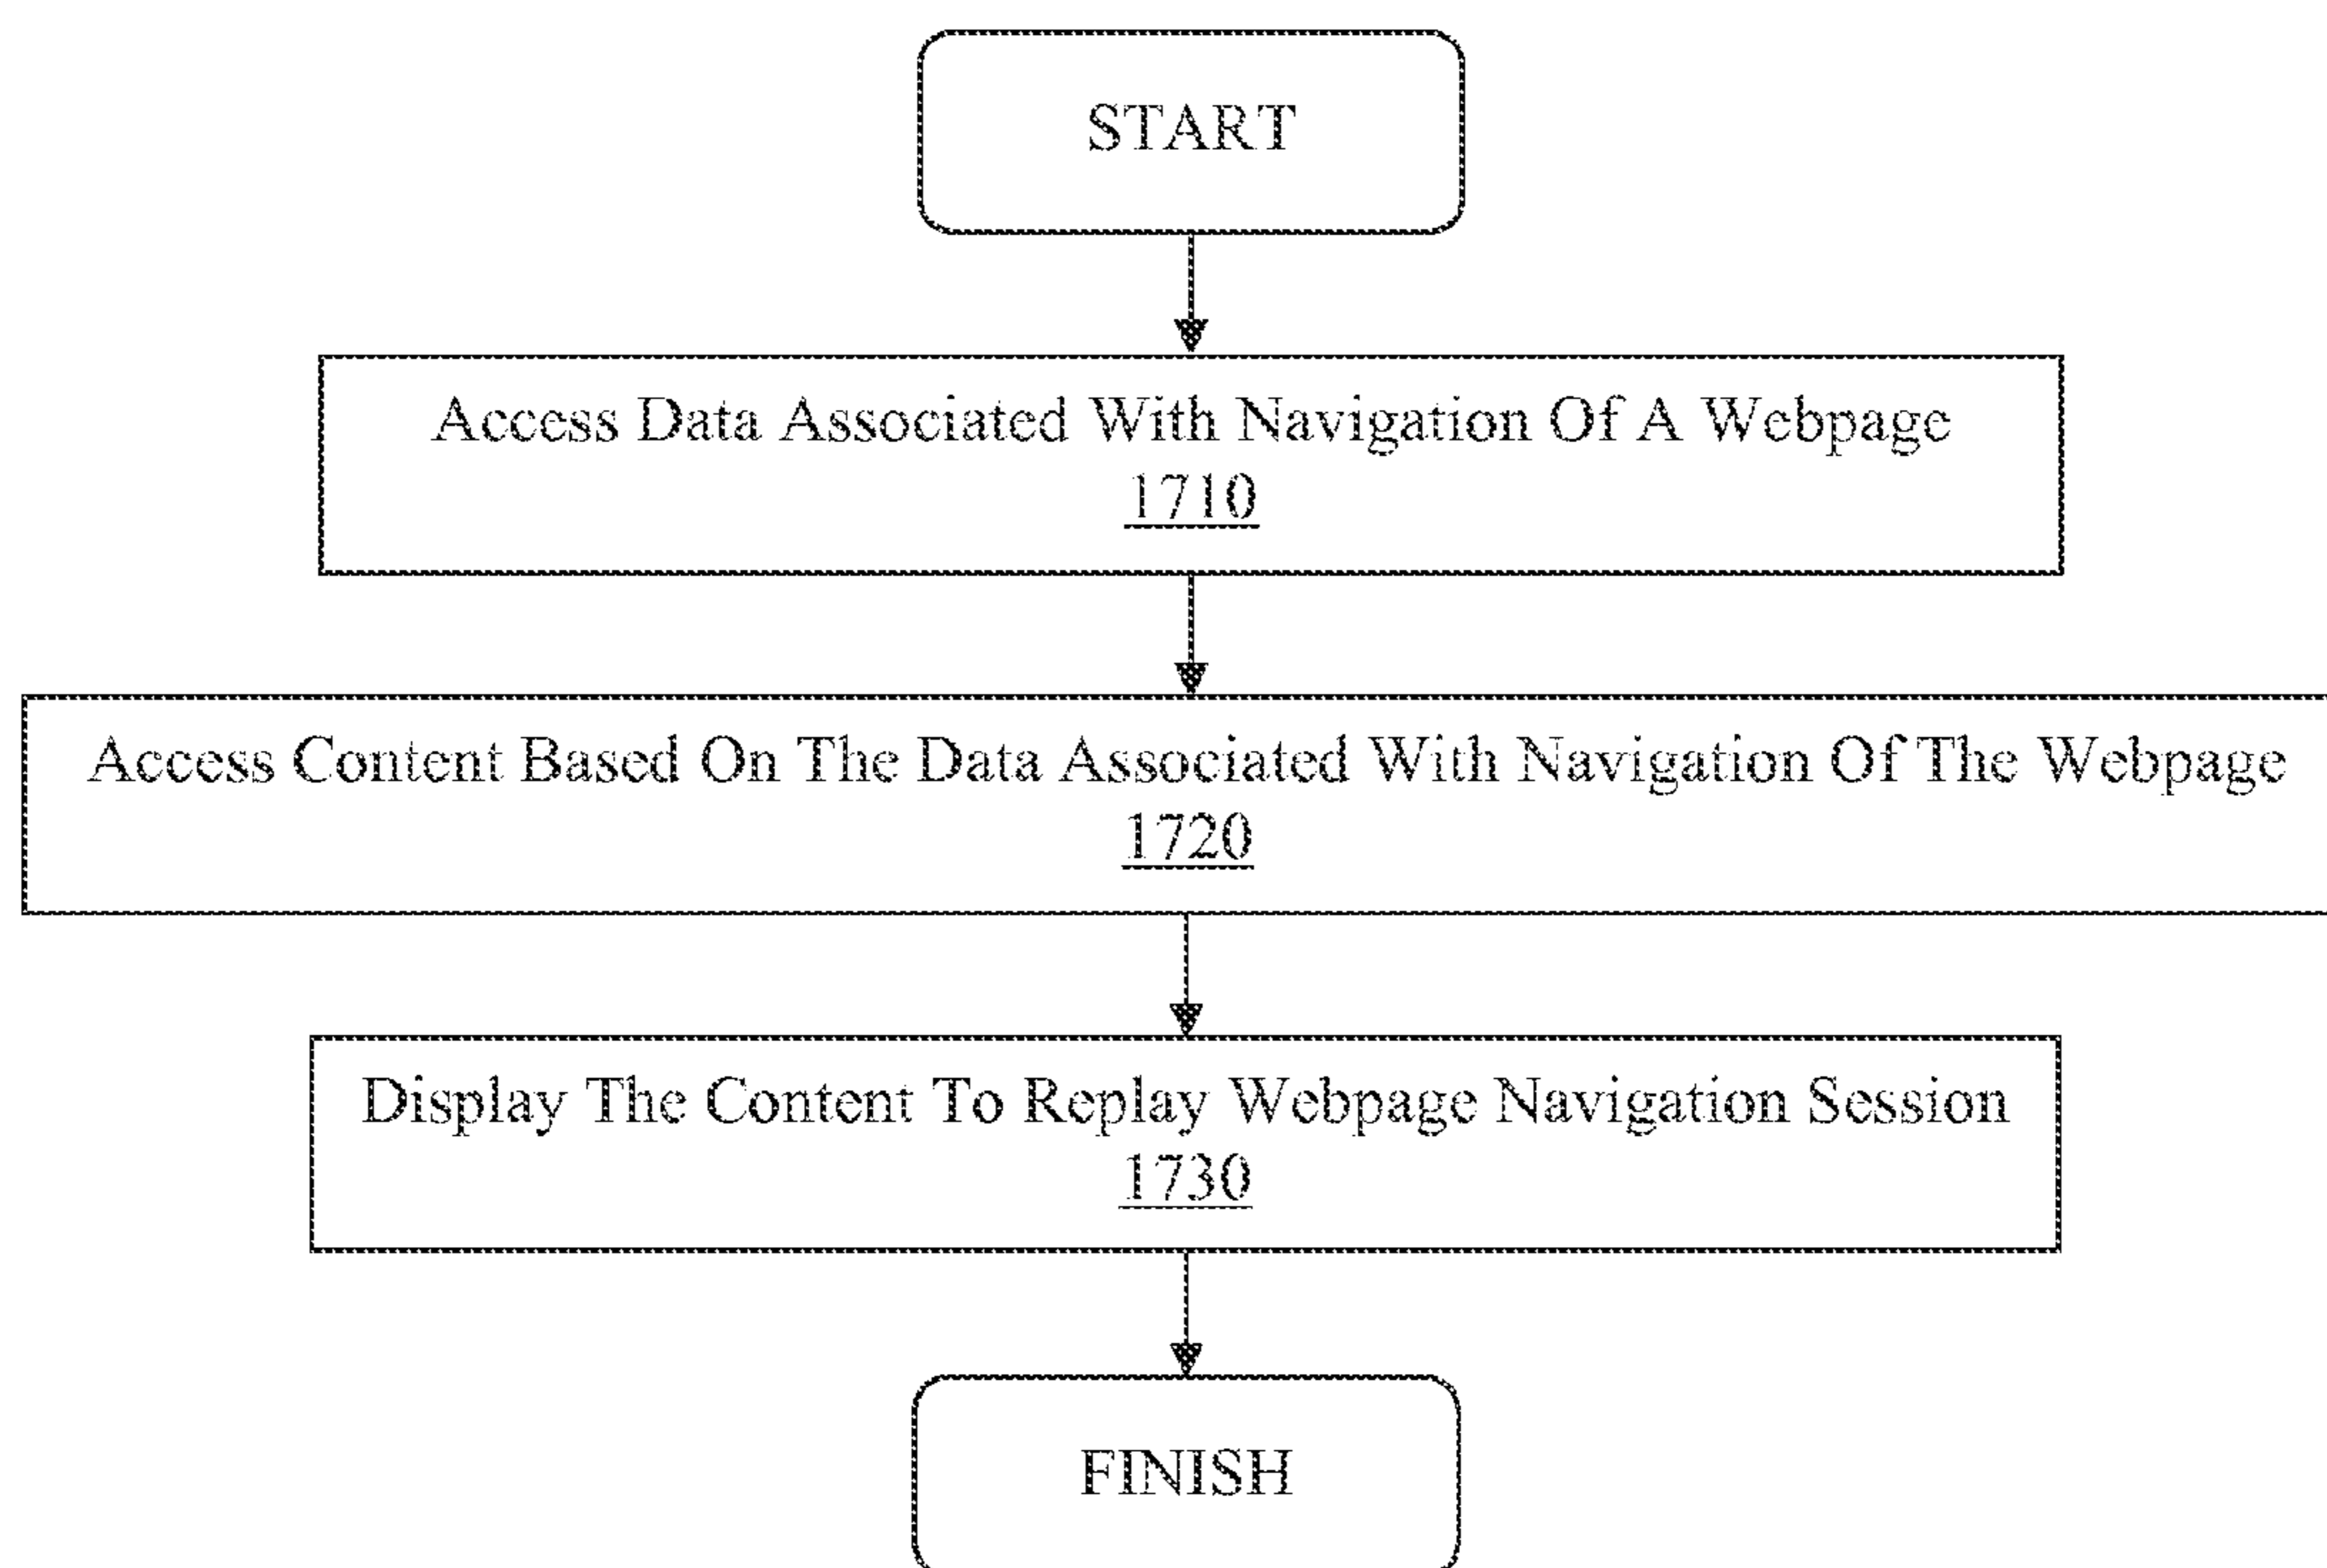 START
Access Data Associated With Navigation Of A Webpage
1710
Access Content Based On The Data Associated With Navigation Of The Webpage
1720
Display The Content To Replay Webpage Navigation Session
1730
FINISH